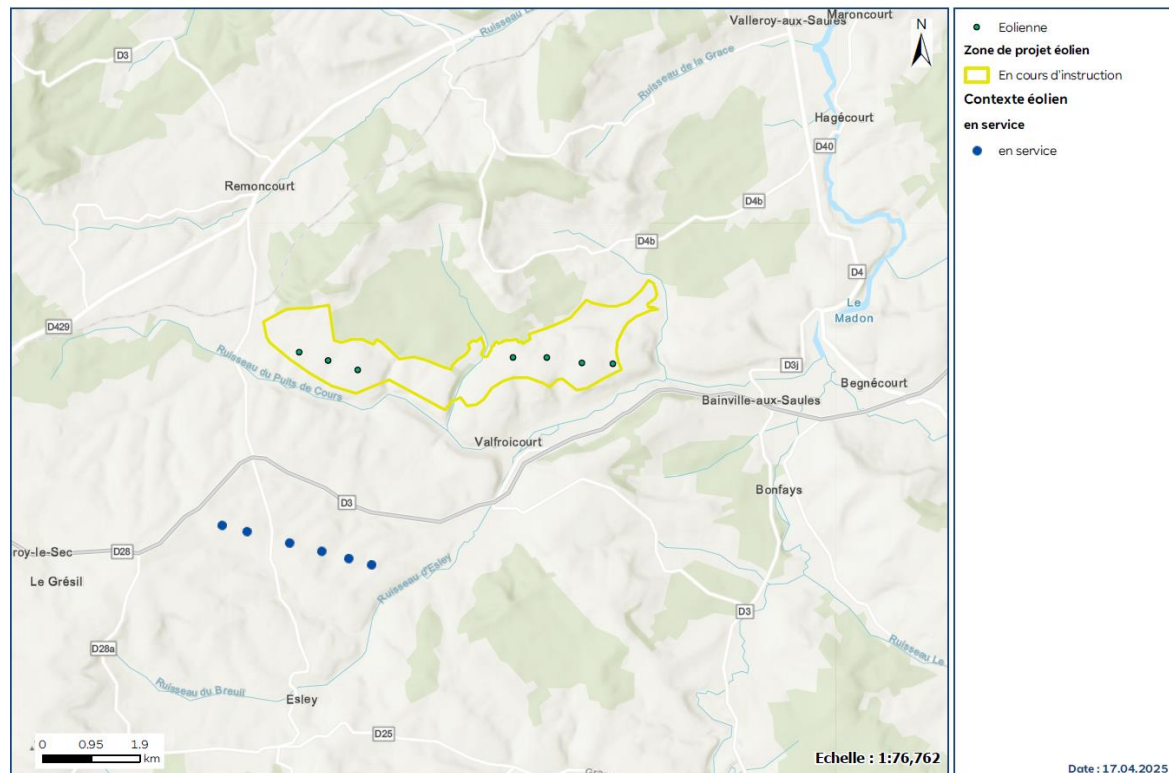 Ruisseau
Valleroy-aux-Saules
Maroncourt
N
D3
Ruisseau de la Grace
Hagécourt
D40
Remoncourt
D4b
D4b
D4
Le
Madon
D429
Ruisseau du Puits de Cours
D3j
Begnécourt
Bainville-aux-Saules
Valfroicourt
Bonfays
D3
roy-le-Sec
D28
Le Grésil
Ruisseau d'Esley
D3
D28a
Ruisseau Le
Ruisseau du Breuil
Esley
D25
0 0.95 1.9
km
Echelle : 1:76,762
Eolienne
Zone de projet éolien
En cours d'instruction
Contexte éolien
en service
en service
Date : 17.04.2025